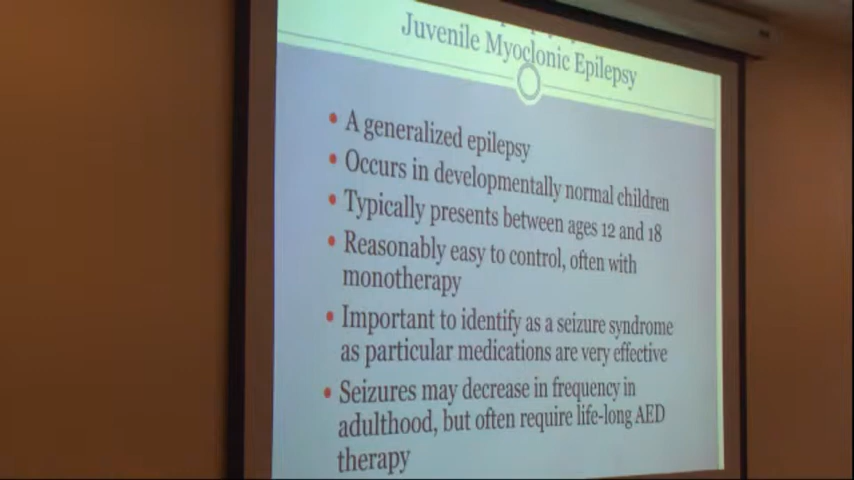 Juvenile Myoclonic Epilepsy
• A generalized epilepsy
• Occurs in developmentally normal children
• Typically presents between ages 12 and 18
• Reasonably easy to control, often with
monotherapy
• Important to identify as a seizure syndrome
as particular medications are very effective
• Seizures may decrease in frequency in
adulthood, but often require life-long AED
therapy